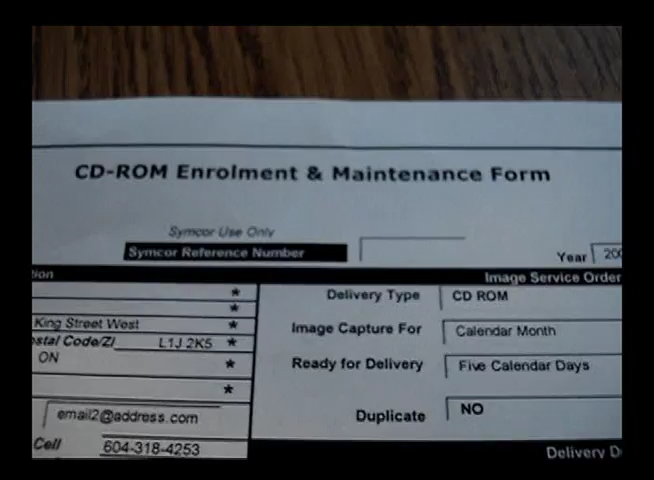 CD-ROM Enrolment & Maintenance Form
Symcor Use Only
Symcor Reference Number
Year 200
Image Service Order
* Delivery Type CD ROM
*
King Street West * Image Capture For Calendar Month
ostal Code/Zi L1J 2K5 *
ON * Ready for Delivery Five Calendar Days
*
email2@address.com Duplicate NO
Cell 604-318-4253
Delivery D